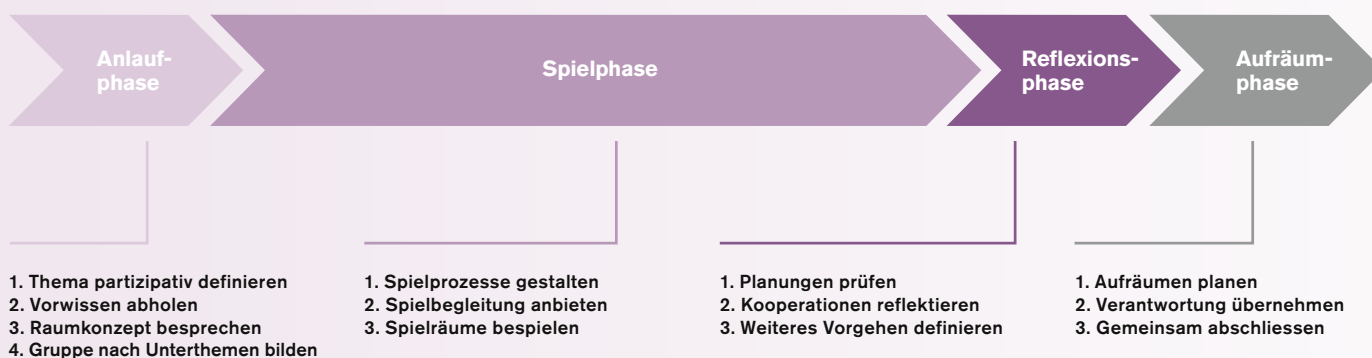 Anlauf-
phase
Spielphase
Reflexions-
phase
Aufräum-
phase
1. Thema partizipativ definieren
2. Vorwissen abholen
3. Raumkonzept besprechen
4. Gruppe nach Unterthemen bilden
1. Spielprozesse gestalten
2. Spielbegleitung anbieten
3. Spielräume bespielen
1. Planungen prüfen
2. Kooperationen reflektieren
3. Weiteres Vorgehen definieren
1. Aufräumen planen
2. Verantwortung übernehmen
3. Gemeinsam abschliessen